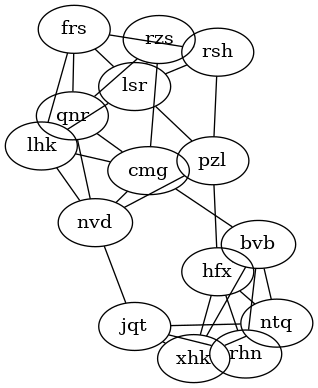 frs
rzs
rsh
lsr
qnr
lhk
cmg
pzl
nvd
bvb
hfx
jqt
ntq
xhk
rhn